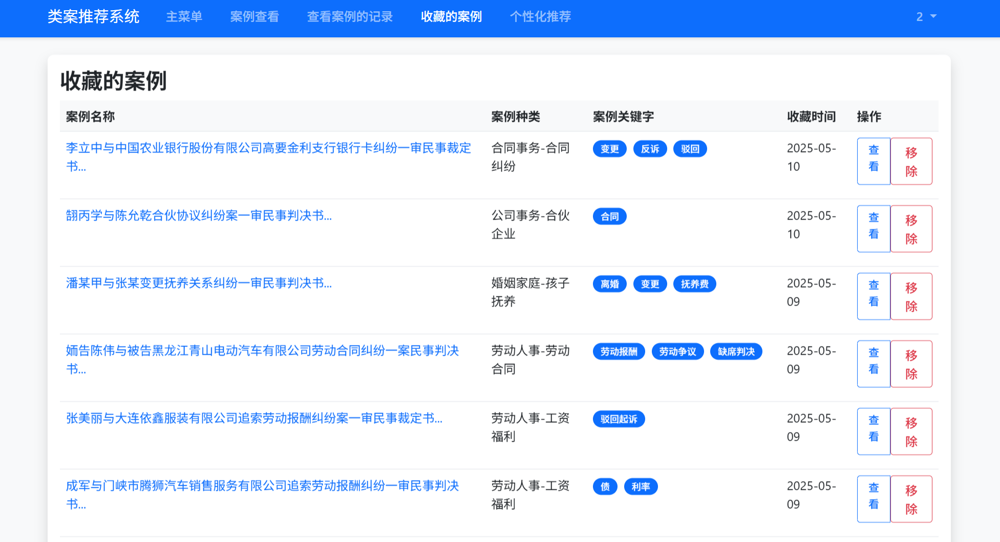 类案推荐系统 主菜单 案例查看 查看案例的记录 收藏的案例 个性化推荐 2
收藏的案例
案例名称 案例种类 案例关键字 收藏时间 操作
李立中与中国农业银行股份有限公司高要金利支行银行卡纠纷一审民事裁定 合同事务-合同 变更 反诉 驳回 2025-05- 查 移
书... 纠纷 10 看 除
翓丙学与陈允乾合伙协议纠纷案一审民事判决书... 公司事务-合伙 合同 2025-05- 查 移
企业 10 看 除
潘某甲与张某变更抚养关系纠纷一审民事判决书... 婚姻家庭-孩子 离婚 变更 抚养费 2025-05- 查 移
抚养 09 看 除
告陈伟与被告黑龙江青山电动汽车有限公司劳动合同纠纷一案民事判决 劳动人事-劳动 劳动报酬 劳动争议 缺席判决 2025-05- 查 移
书... 合同 09 看 除
张美丽与大连依鑫服装有限公司追索劳动报酬纠纷案一审民事裁定书... 劳动人事-工资 驳回起诉 2025-05- 查 移
福利 09 看 除
成军与门峡市腾狮汽车销售服务有限公司追索劳动报酬纠纷一审民事判决 劳动人事-工资 债 利率 2025-05- 查 移
书... 福利 09 看 除